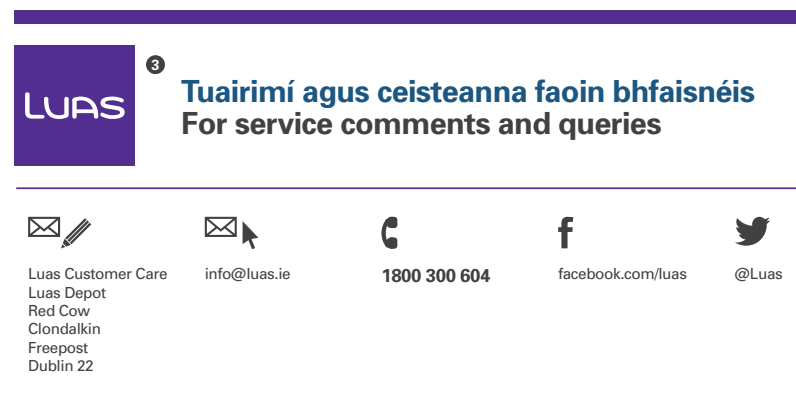 LUAS
3
Tuairimí agus ceisteanna faoin bhfaisnéis
For service comments and queries
Luas Customer Care
Luas Depot
Red Cow
Clondalkin
Freepost
Dublin 22
info@luas.ie
1800 300 604
facebook.com/luas
@Luas